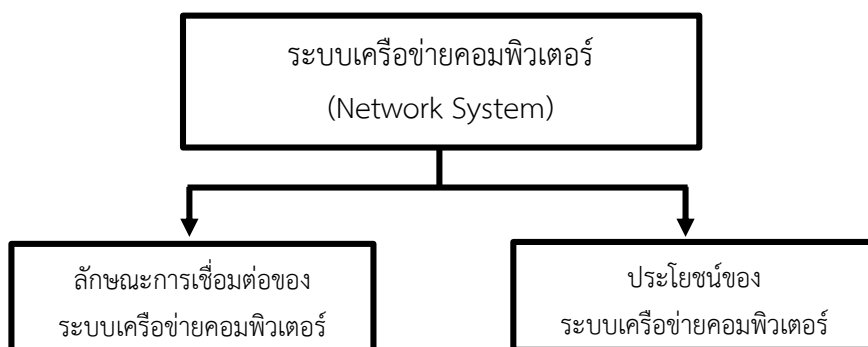 ระบบเครือข่ายคอมพิวเตอร์
(Network System)
ลักษณะการเชื่อมต่อของ
ระบบเครือข่ายคอมพิวเตอร์
ประโยชน์ของ
ระบบเครือข่ายคอมพิวเตอร์